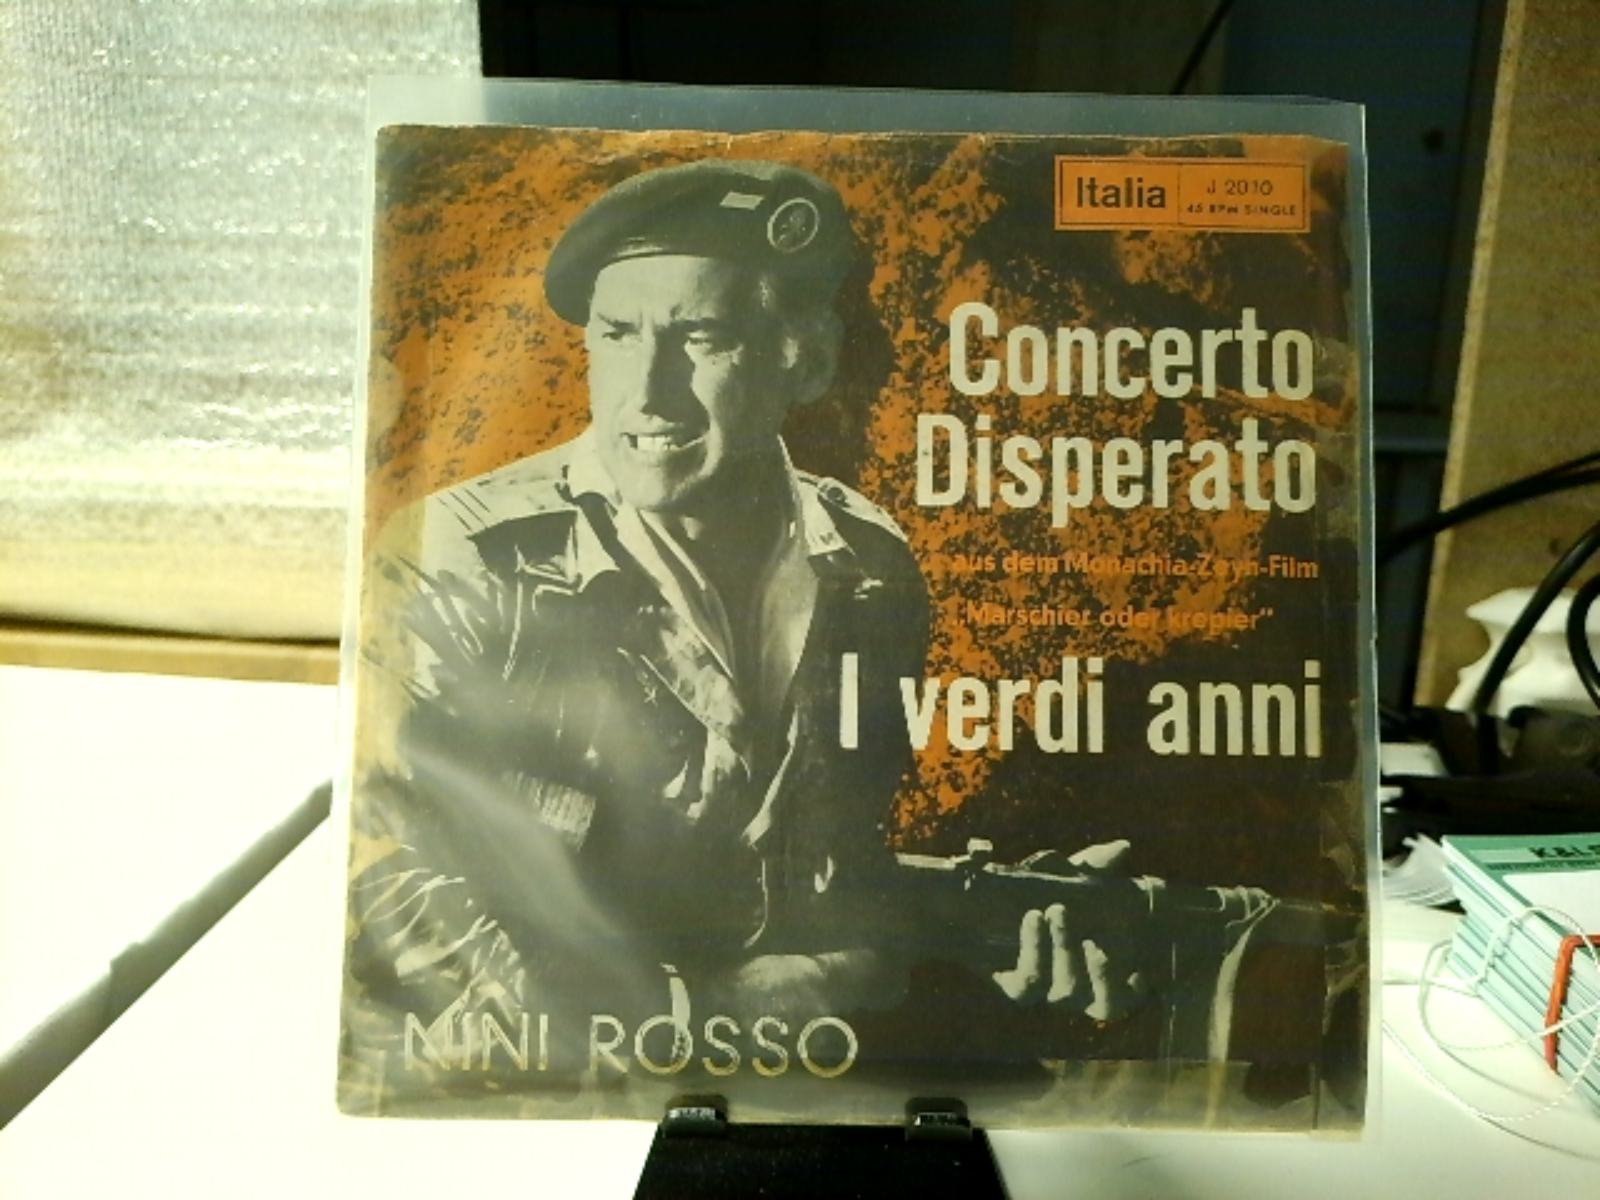 Italia
J 2010
45 RPM SINGLE
Concerto
Disperato
aus dem Monachia-Zeyn-Film
„Marschier oder krepier“
I verdi anni
NINI ROSSO